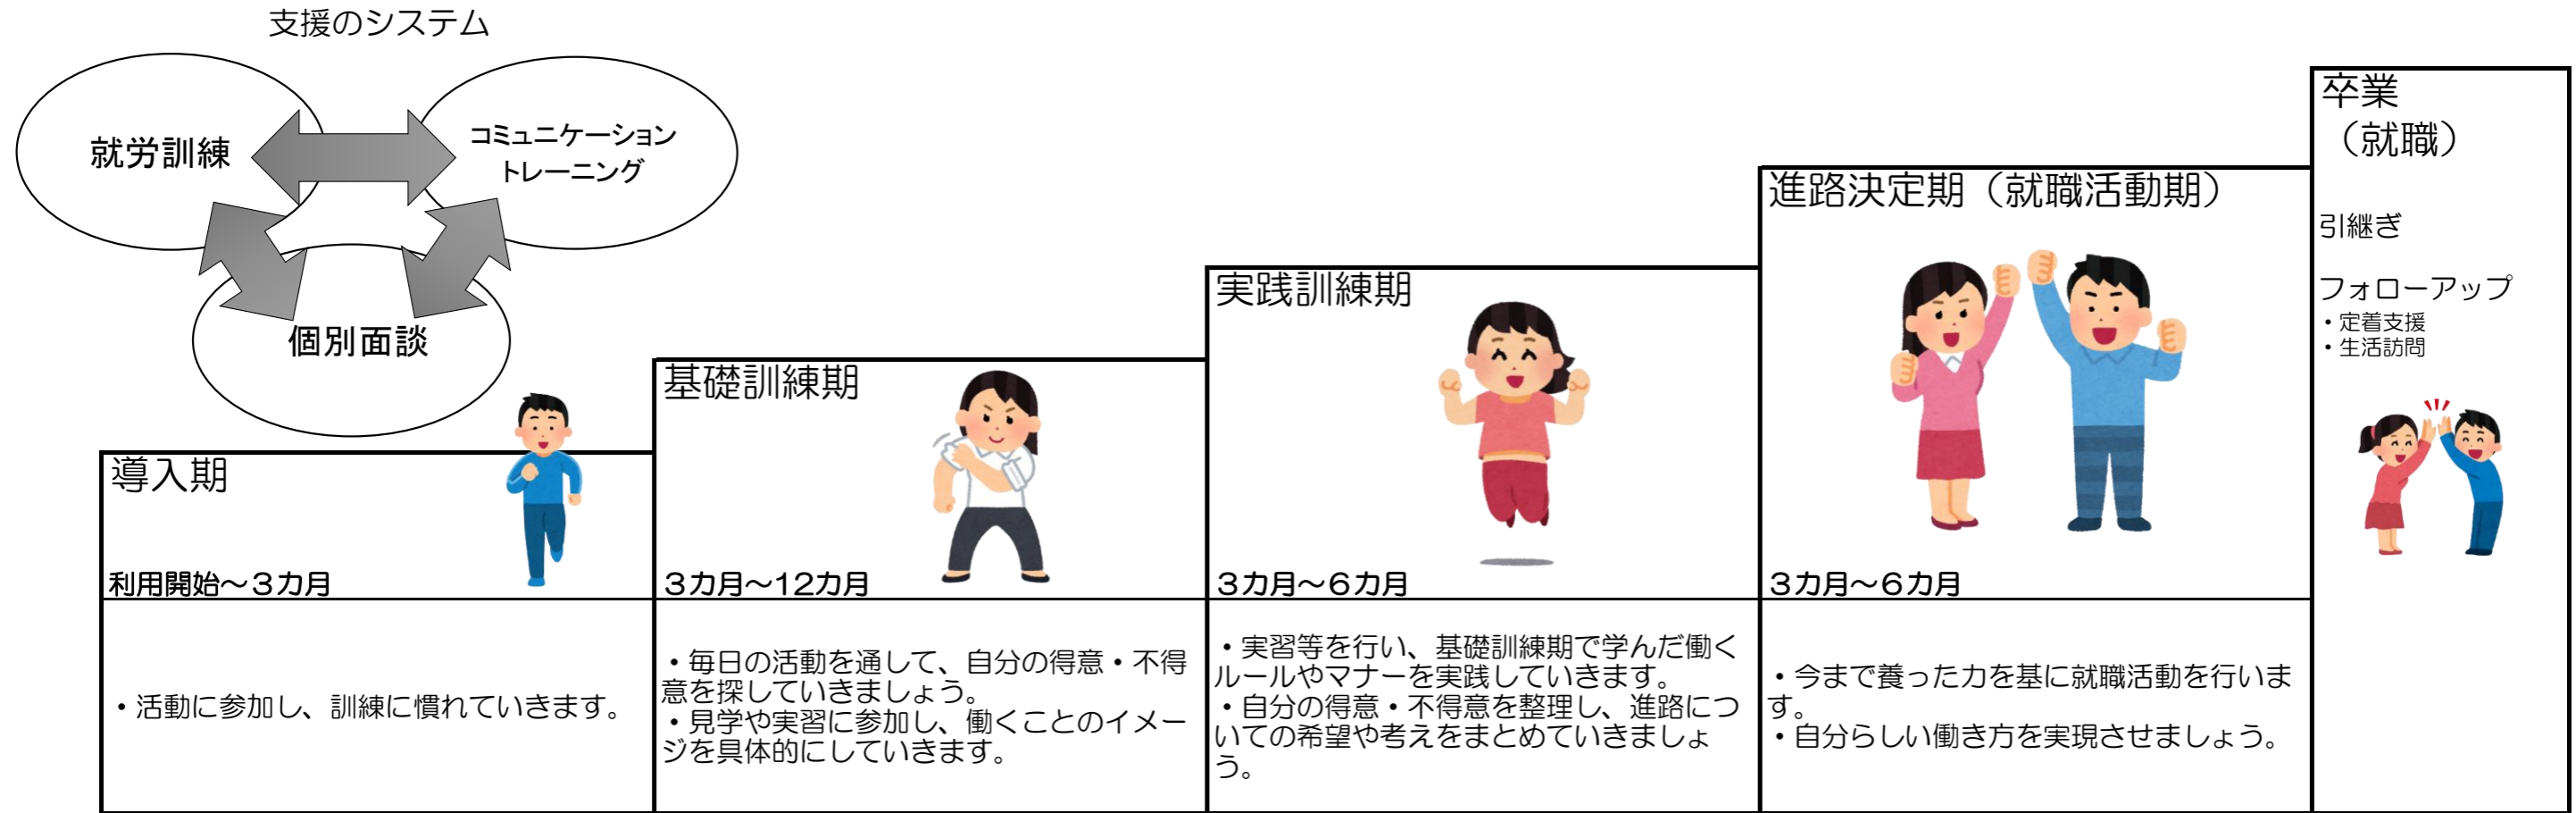 支援のシステム
就労訓練
コミュニケーション
トレーニング
個別面談
導入期
利用開始～3カ月
・活動に参加し、訓練に慣れていきます。
基礎訓練期
3カ月～12カ月
・毎日の活動を通して、自分の得意・不得
意を探していきましょう。
・見学や実習に参加し、働くことのイメー
ジを具体的にしていきます。
実践訓練期
3カ月～6カ月
・実習等を行い、基礎訓練期で学んだ働く
ルールやマナーを実践していきます。
・自分の得意・不得意を整理し、進路につ
いての希望や考えをまとめていきましょ
う。
進路決定期（就職活動期）
3カ月～6カ月
・今まで養った力を基に就職活動を行いま
す。
・自分らしい働き方を実現させましょう。
卒業
（就職）
引継ぎ
フォローアップ
・定着支援
・生活訪問